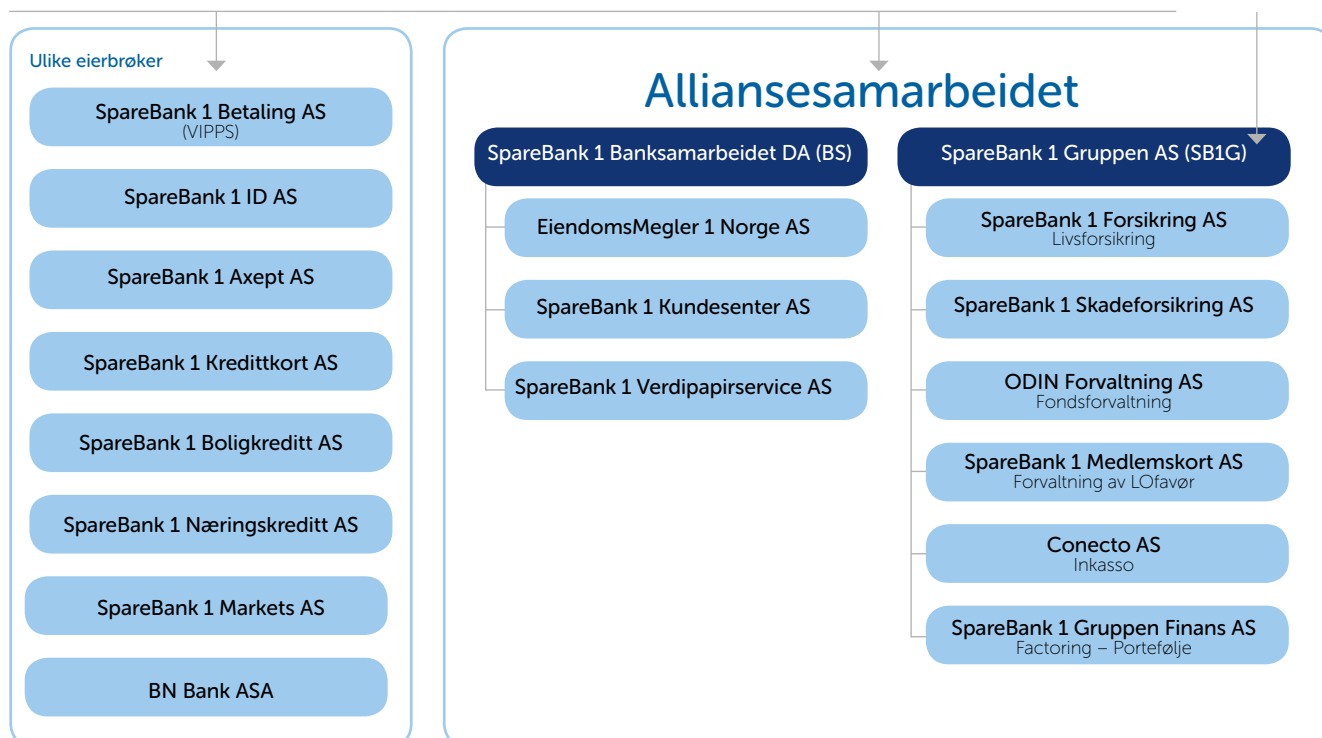 Ulike eierbrøker
SpareBank 1 Betaling AS
(VIPPS)
SpareBank 1 ID AS
SpareBank 1 Axept AS
SpareBank 1 Kredittkort AS
SpareBank 1 Boligkreditt AS
SpareBank 1 Næringskreditt AS
SpareBank 1 Markets AS
BN Bank ASA
Alliansesamarbeidet
SpareBank 1 Banksamarbeidet DA (BS)
EiendomsMegler 1 Norge AS
SpareBank 1 Kundesenter AS
SpareBank 1 Verdipapirservice AS
SpareBank 1 Gruppen AS (SB1G)
SpareBank 1 Forsikring AS
Livsforsikring
SpareBank 1 Skadeforsikring AS
ODIN Forvaltning AS
Fondsforvaltning
SpareBank 1 Medlemskort AS
Forvaltning av LOfavør
Conecto AS
Inkasso
SpareBank 1 Gruppen Finans AS
Factoring – Portefølje